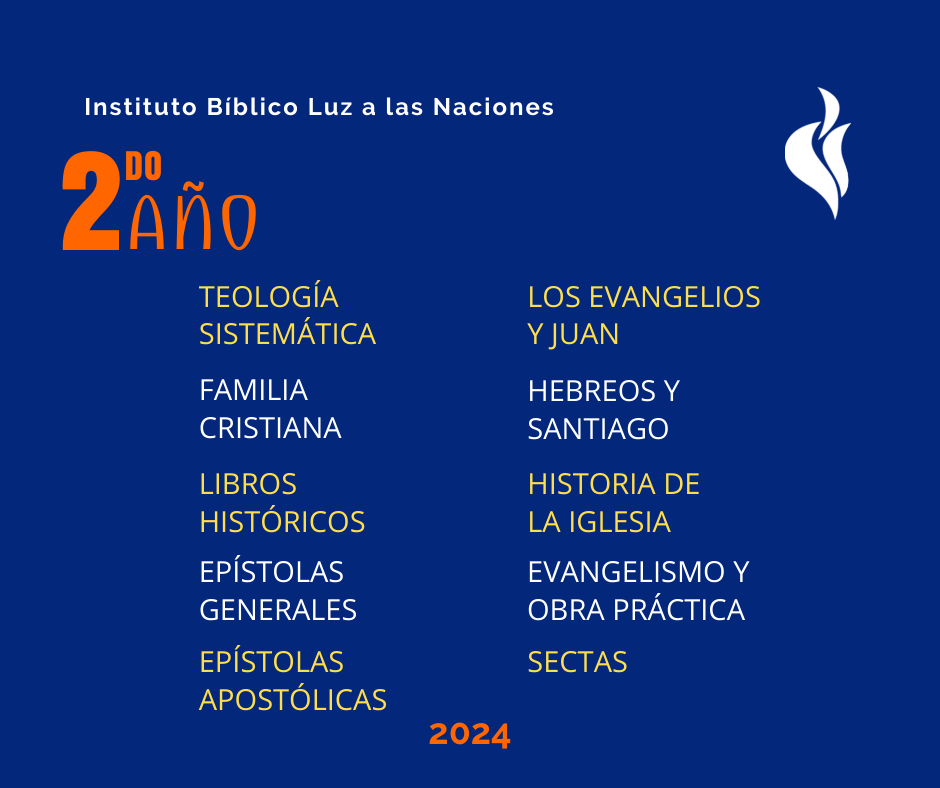 Instituto Bíblico Luz a las Naciones
2DO
AÑO
TEOLOGÍA
SISTEMÁTICA
FAMILIA
CRISTIANA
LIBROS
HISTÓRICOS
EPÍSTOLAS
GENERALES
EPÍSTOLAS
APOSTÓLICAS
LOS EVANGELIOS
Y JUAN
HEBREOS Y
SANTIAGO
HISTORIA DE
LA IGLESIA
EVANGELISMO Y
OBRA PRÁCTICA
SECTAS
2024